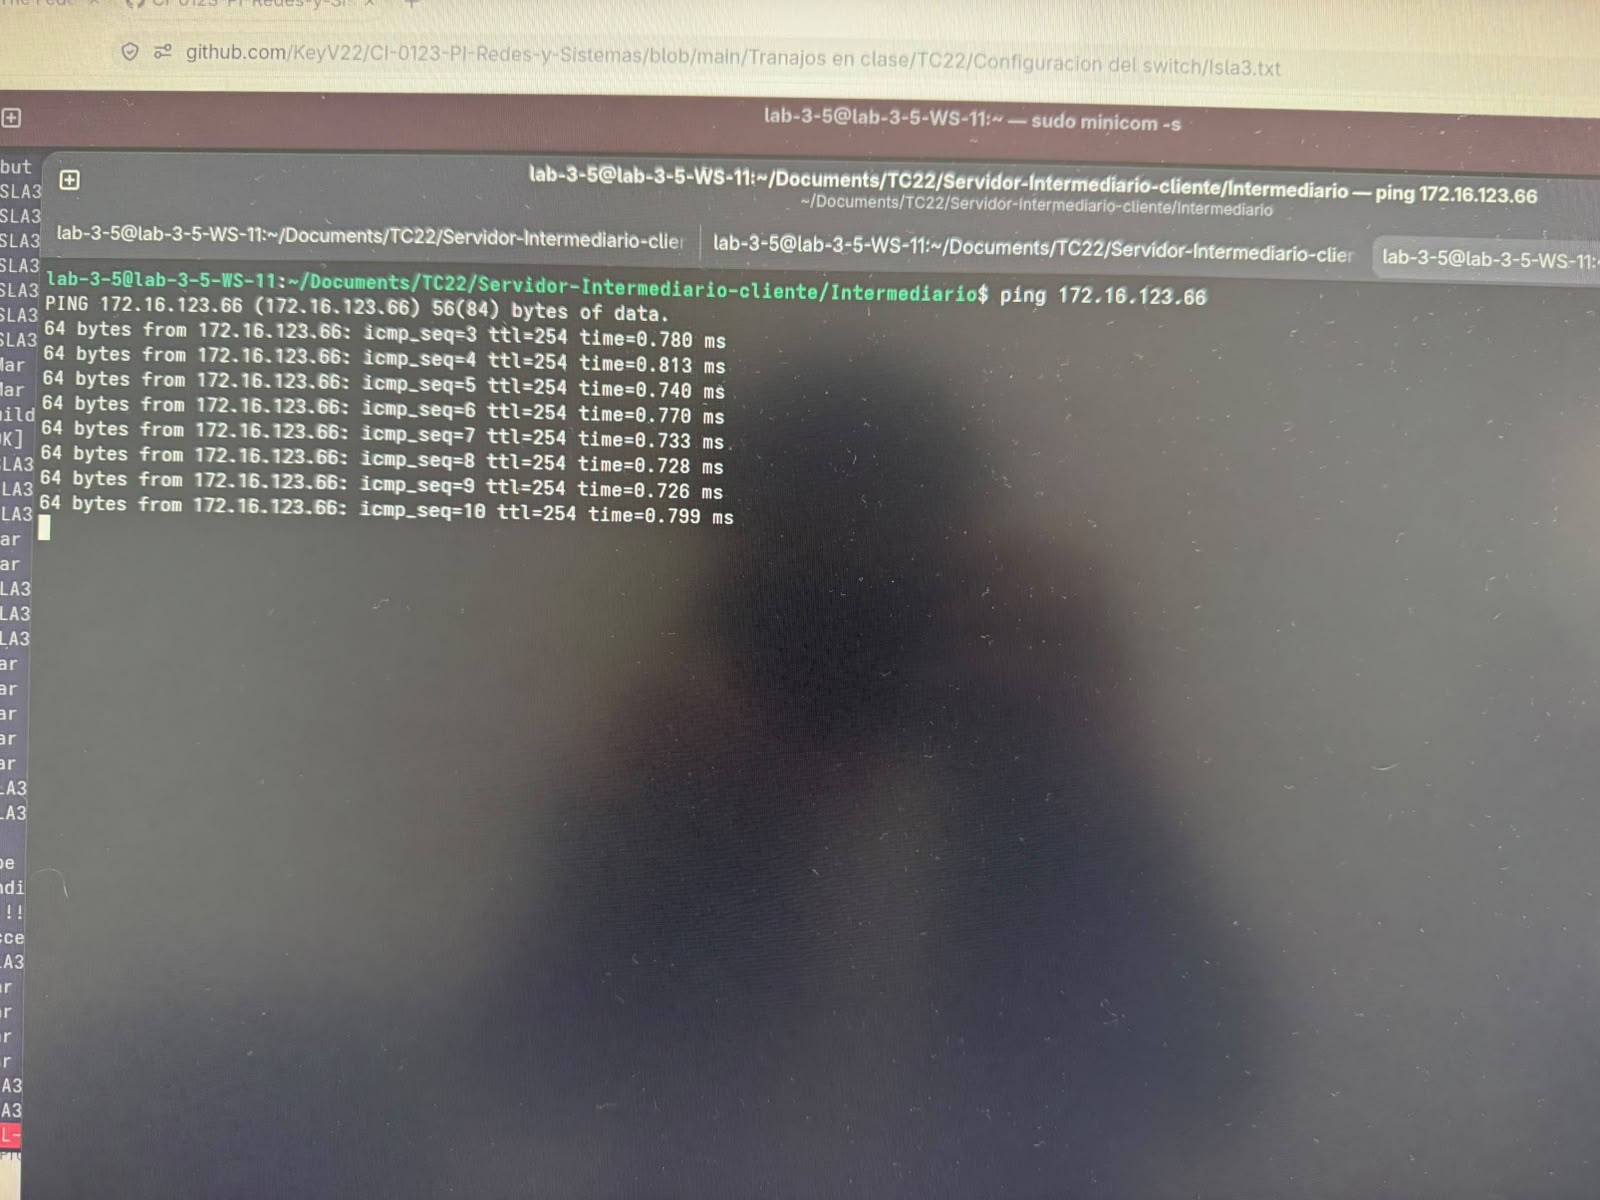 github.com/KeyV22/CI-0123-PI-Redes-y-Sistemas/blob/main/Tranajos en clase/TC22/Configuracion del switch/Isla3.txt
lab-3-5@lab-3-5-WS-11:~ — sudo minicom -s
lab-3-5@lab-3-5-WS-11:~/Documents/TC22/Servidor-Intermediario-cliente/Intermediario — ping 172.16.123.66
~/Documents/TC22/Servidor-Intermediario-cliente/Intermediario
lab-3-5@lab-3-5-WS-11:~/Documents/TC22/Servidor-Intermediario-clier
lab-3-5@lab-3-5-WS-11:~/Documents/TC22/Servidor-Intermediario-clier
lab-3-5@lab-3-5-WS-11:
lab-3-5@lab-3-5-WS-11:~/Documents/TC22/Servidor-Intermediario-cliente/Intermediario$ ping 172.16.123.66
PING 172.16.123.66 (172.16.123.66) 56(84) bytes of data.
64 bytes from 172.16.123.66: icmp_seq=3 ttl=254 time=0.780 ms
64 bytes from 172.16.123.66: icmp_seq=4 ttl=254 time=0.813 ms
64 bytes from 172.16.123.66: icmp_seq=5 ttl=254 time=0.740 ms
64 bytes from 172.16.123.66: icmp_seq=6 ttl=254 time=0.770 ms
64 bytes from 172.16.123.66: icmp_seq=7 ttl=254 time=0.733 ms
64 bytes from 172.16.123.66: icmp_seq=8 ttl=254 time=0.728 ms
64 bytes from 172.16.123.66: icmp_seq=9 ttl=254 time=0.726 ms
64 bytes from 172.16.123.66: icmp_seq=10 ttl=254 time=0.799 ms